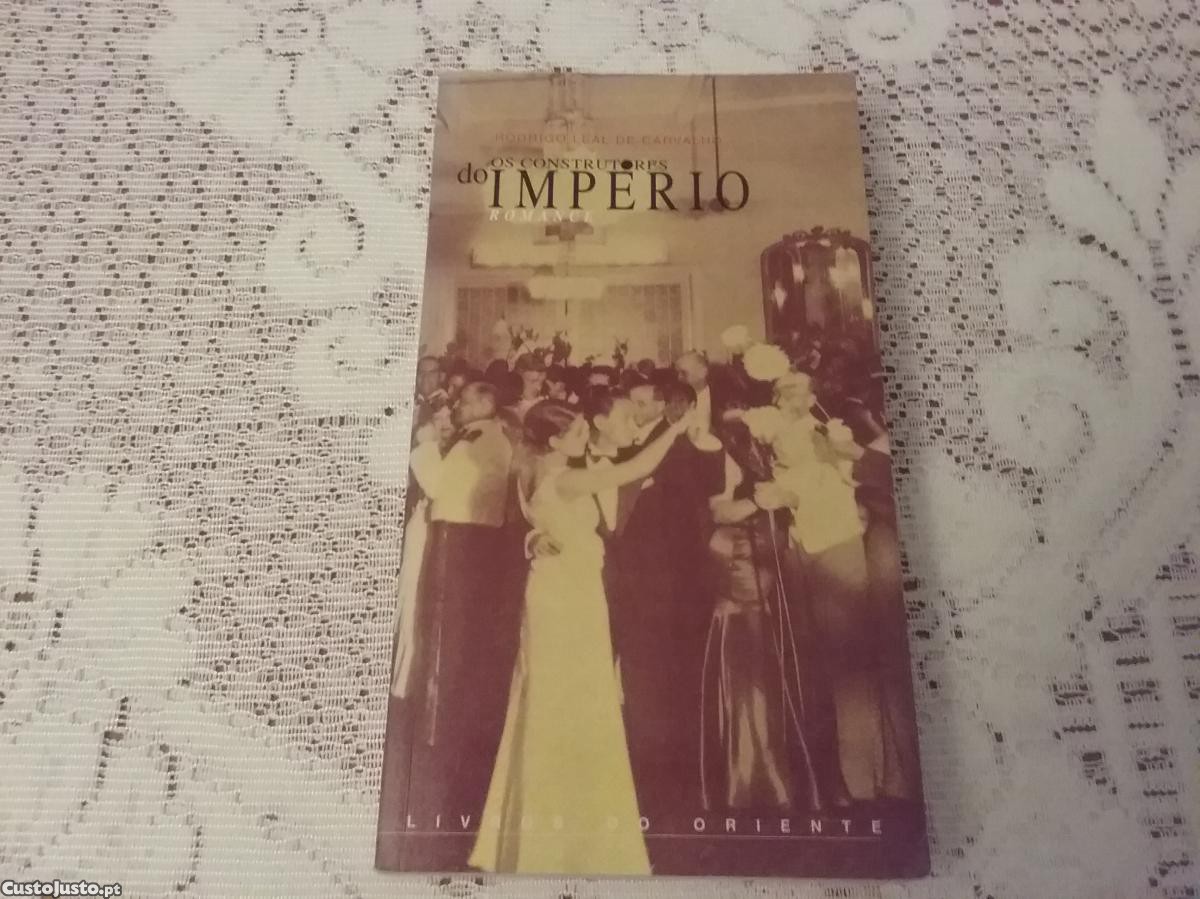 RODRIGO LEAL DE CARVALHO
OS CONSTRUTORES
do IMPÉRIO
ROMANCE
LIVROS DO ORIENTE
CustoJusto.pt